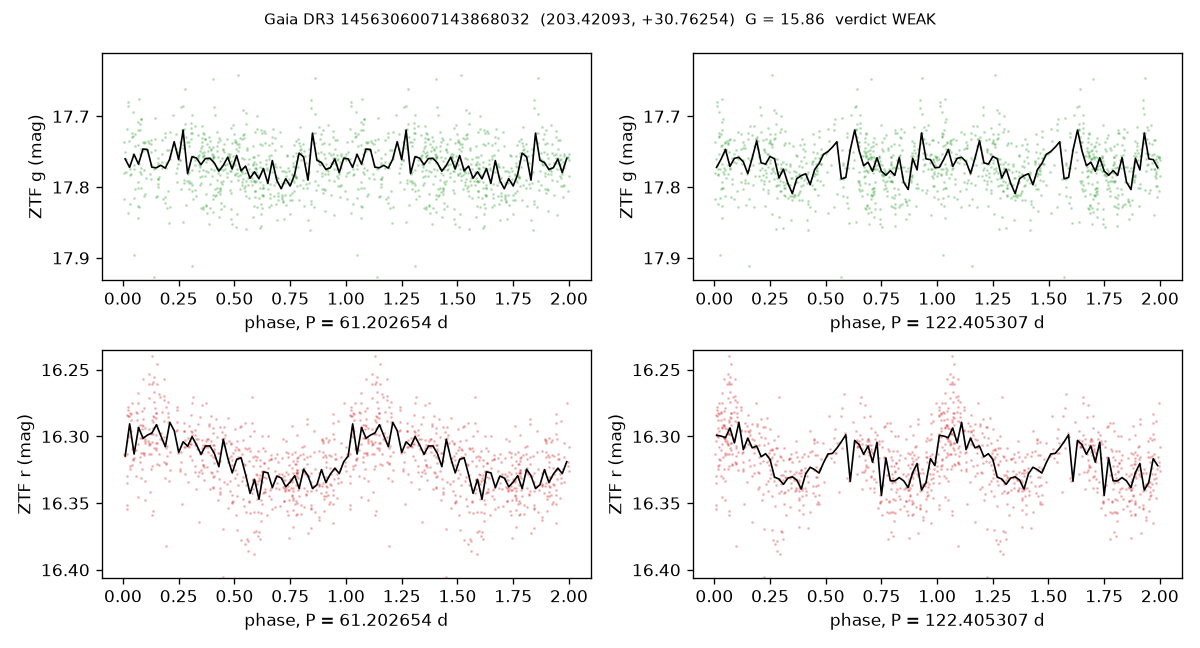 Gaia DR3 1456306007143868032 (203.42093, +30.76254) G = 15.86 verdict WEAK
ZTF g (mag)
17.7
17.8
17.9
0.00 0.25 0.50 0.75 1.00 1.25 1.50 1.75 2.00
phase, P = 61.202654 d
ZTF g (mag)
17.7
17.8
17.9
0.00 0.25 0.50 0.75 1.00 1.25 1.50 1.75 2.00
phase, P = 122.405307 d
ZTF r (mag)
16.25
16.30
16.35
16.40
0.00 0.25 0.50 0.75 1.00 1.25 1.50 1.75 2.00
phase, P = 61.202654 d
ZTF r (mag)
16.25
16.30
16.35
16.40
0.00 0.25 0.50 0.75 1.00 1.25 1.50 1.75 2.00
phase, P = 122.405307 d